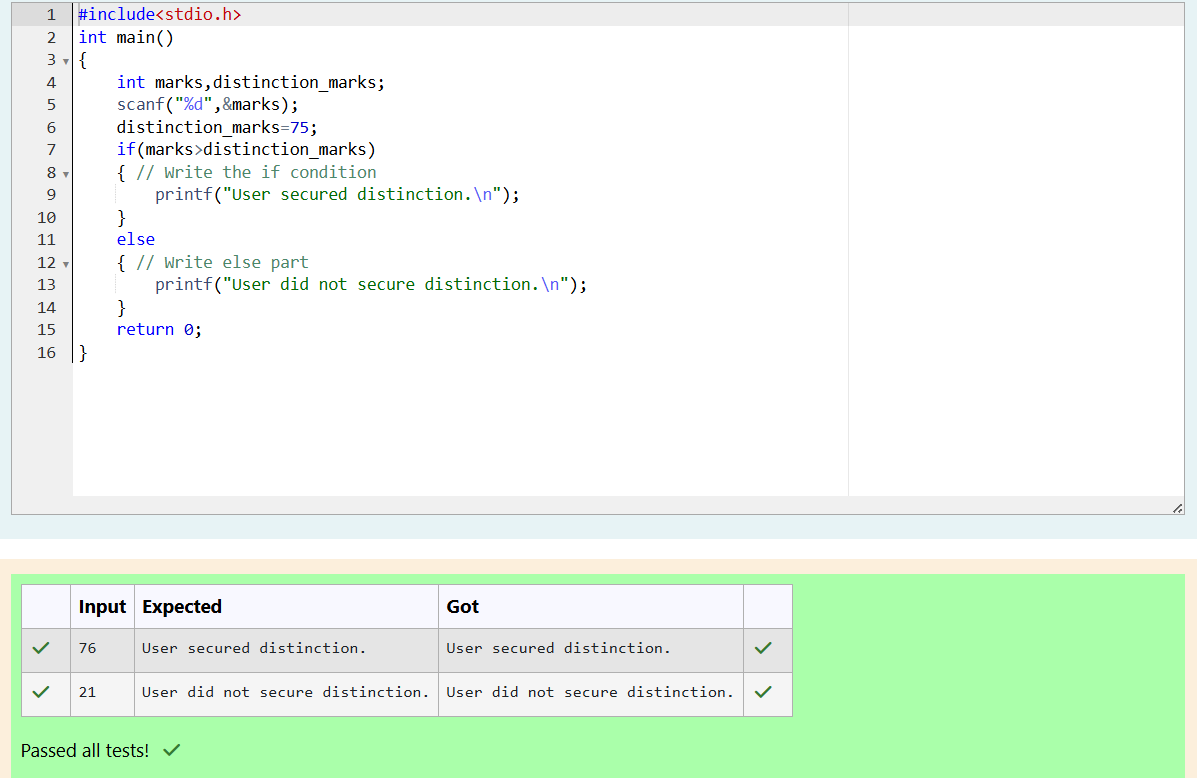 1 #include<stdio.h>
2 int main()
3 {
4     int marks,distinction_marks;
5     scanf("%d",&marks);
6     distinction_marks=75;
7     if(marks>distinction_marks)
8     { // Write the if condition
9         printf("User secured distinction.\n");
10     }
11     else
12     { // Write else part
13         printf("User did not secure distinction.\n");
14     }
15     return 0;
16 }
Input Expected Got
76 User secured distinction. User secured distinction.
21 User did not secure distinction. User did not secure distinction.
Passed all tests!